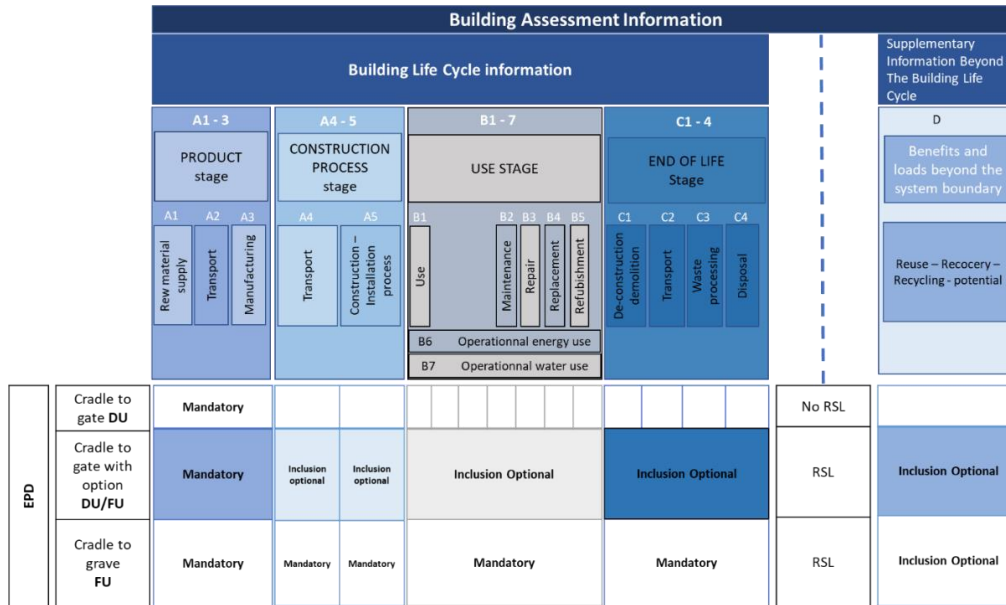 Building Assessment Information
Building Life Cycle information
Supplementary
Information Beyond
The Building Life
Cycle
A1 - 3
A4 - 5
B1 - 7
C1 - 4
D
PRODUCT
stage
CONSTRUCTION
PROCESS
stage
USE STAGE
END OF LIFE
Stage
Benefits and
loads beyond the
system boundary
A1
A2
A3
A4
A5
B1
B2
B3
B4
B5
C1
C2
C3
C4
Rew material
supply
Transport
Manufacturing
Transport
Construction –
Installation
process
Use
Maintenance
Repair
Replacement
Refubishment
De-construction
demolition
Transport
Waste
processing
Disposal
Reuse – Recocery –
Recycling - potential
B6 Operationnal energy use
B7 Operationnal water use
EPD
Cradle to
gate DU
Mandatory
No RSL
Cradle to
gate with
option
DU/FU
Mandatory
Inclusion
optional
Inclusion
optional
Inclusion Optional
Inclusion Optional
RSL
Inclusion Optional
Cradle to
grave
FU
Mandatory
Mandatory
Mandatory
Mandatory
Mandatory
RSL
Inclusion Optional